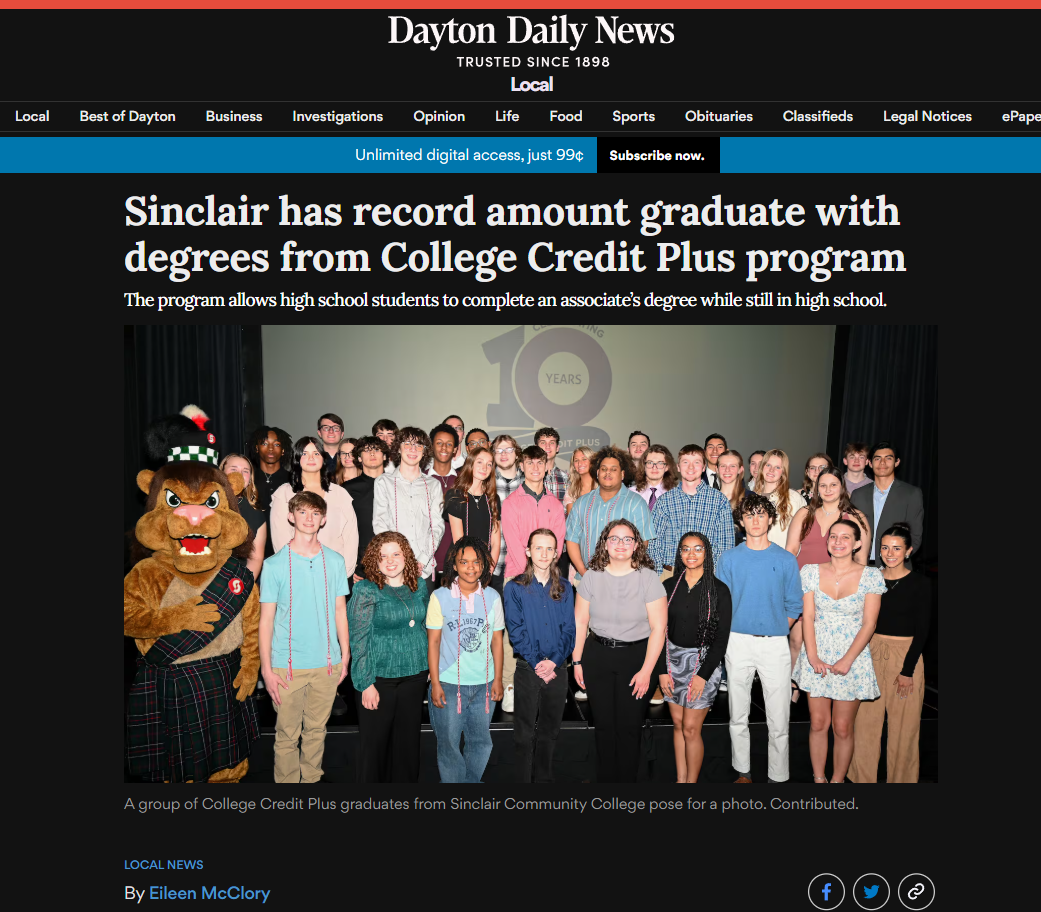 Dayton Daily News
TRUSTED SINCE 1898
Local
Local Best of Dayton Business Investigations Opinion Life Food Sports Obituaries Classifieds Legal Notices ePape
Unlimited digital access, just 99¢ Subscribe now.
Sinclair has record amount graduate with
degrees from College Credit Plus program
The program allows high school students to complete an associate's degree while still in high school.
10
YEARS
DIT PLUS
R.L.1967P.
A group of College Credit Plus graduates from Sinclair Community College pose for a photo. Contributed.
LOCAL NEWS
By Eileen McClory